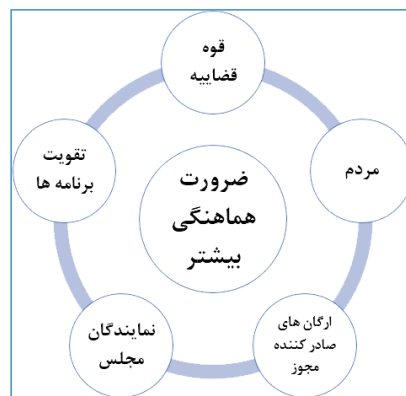 قوه
قضاییه
مردم
تقویت
برنامه ها
ضرورت
هماهنگی
بیشتر
ارگان های
صادر کننده
مجوز
نمایندگان
مجلس